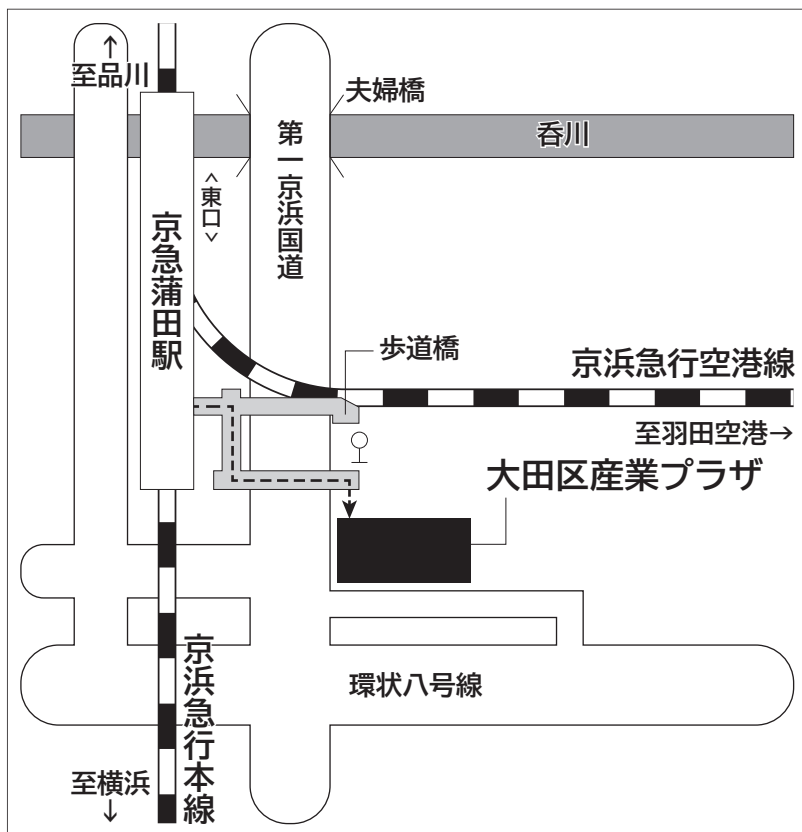 ↑
至品川
夫婦橋
呑川
第一京浜国道
<東口>
京急蒲田駅
歩道橋
京浜急行空港線
至羽田空港→
大田区産業プラザ
京浜急行本線
環状八号線
至横浜
↓